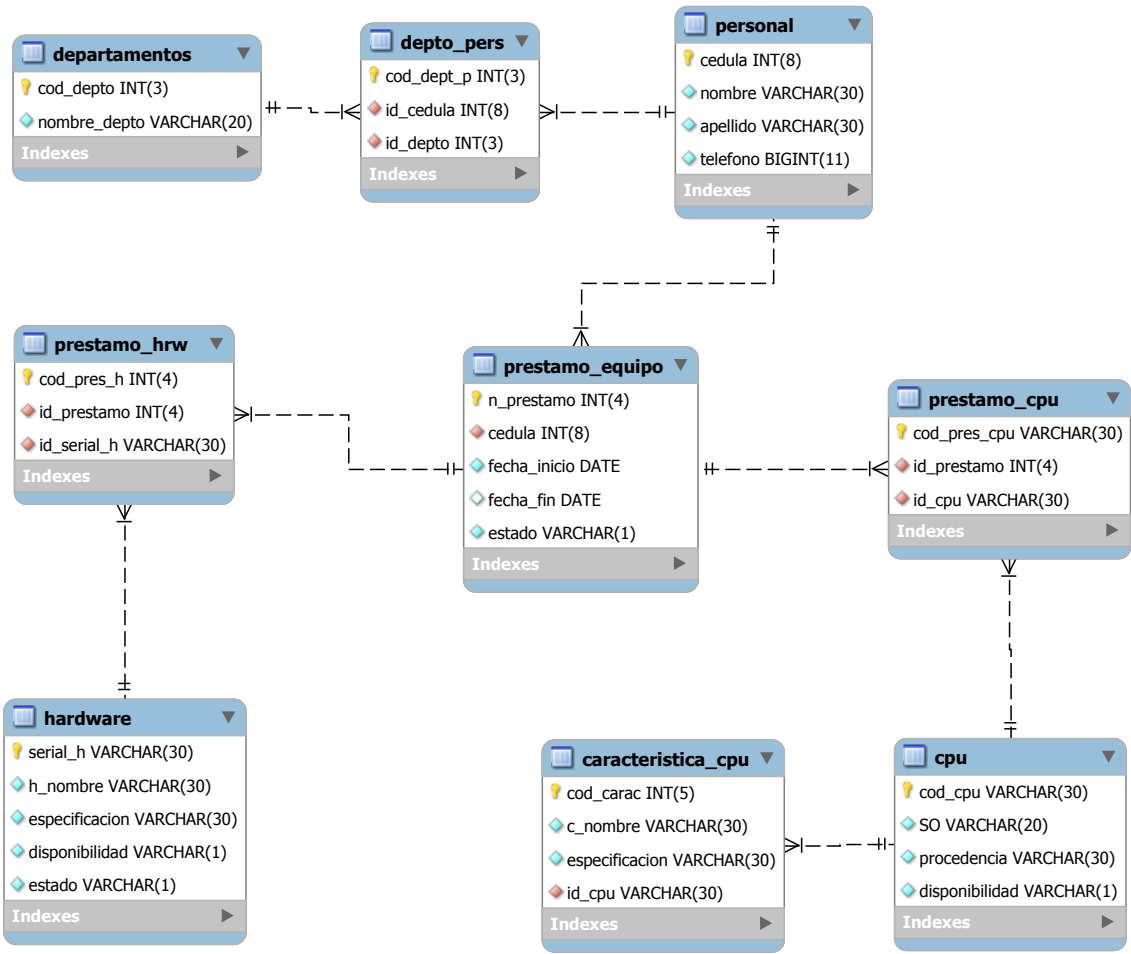 departamentos
cod_depto INT(3)
nombre_depto VARCHAR(20)
Indexes
depto_pers
cod_dept_p INT(3)
id_cedula INT(8)
id_depto INT(3)
Indexes
personal
cedula INT(8)
nombre VARCHAR(30)
apellido VARCHAR(30)
telefono BIGINT(11)
Indexes
prestamo_hrw
cod_pres_h INT(4)
id_prestamo INT(4)
id_serial_h VARCHAR(30)
Indexes
prestamo_equipo
n_prestamo INT(4)
cedula INT(8)
fecha_inicio DATE
fecha_fin DATE
estado VARCHAR(1)
Indexes
prestamo_cpu
cod_pres_cpu VARCHAR(30)
id_prestamo INT(4)
id_cpu VARCHAR(30)
Indexes
hardware
serial_h VARCHAR(30)
h_nombre VARCHAR(30)
especificacion VARCHAR(30)
disponibilidad VARCHAR(1)
estado VARCHAR(1)
Indexes
caracteristica_cpu
cod_carac INT(5)
c_nombre VARCHAR(30)
especificacion VARCHAR(30)
id_cpu VARCHAR(30)
Indexes
cpu
cod_cpu VARCHAR(30)
SO VARCHAR(20)
procedencia VARCHAR(30)
disponibilidad VARCHAR(1)
Indexes